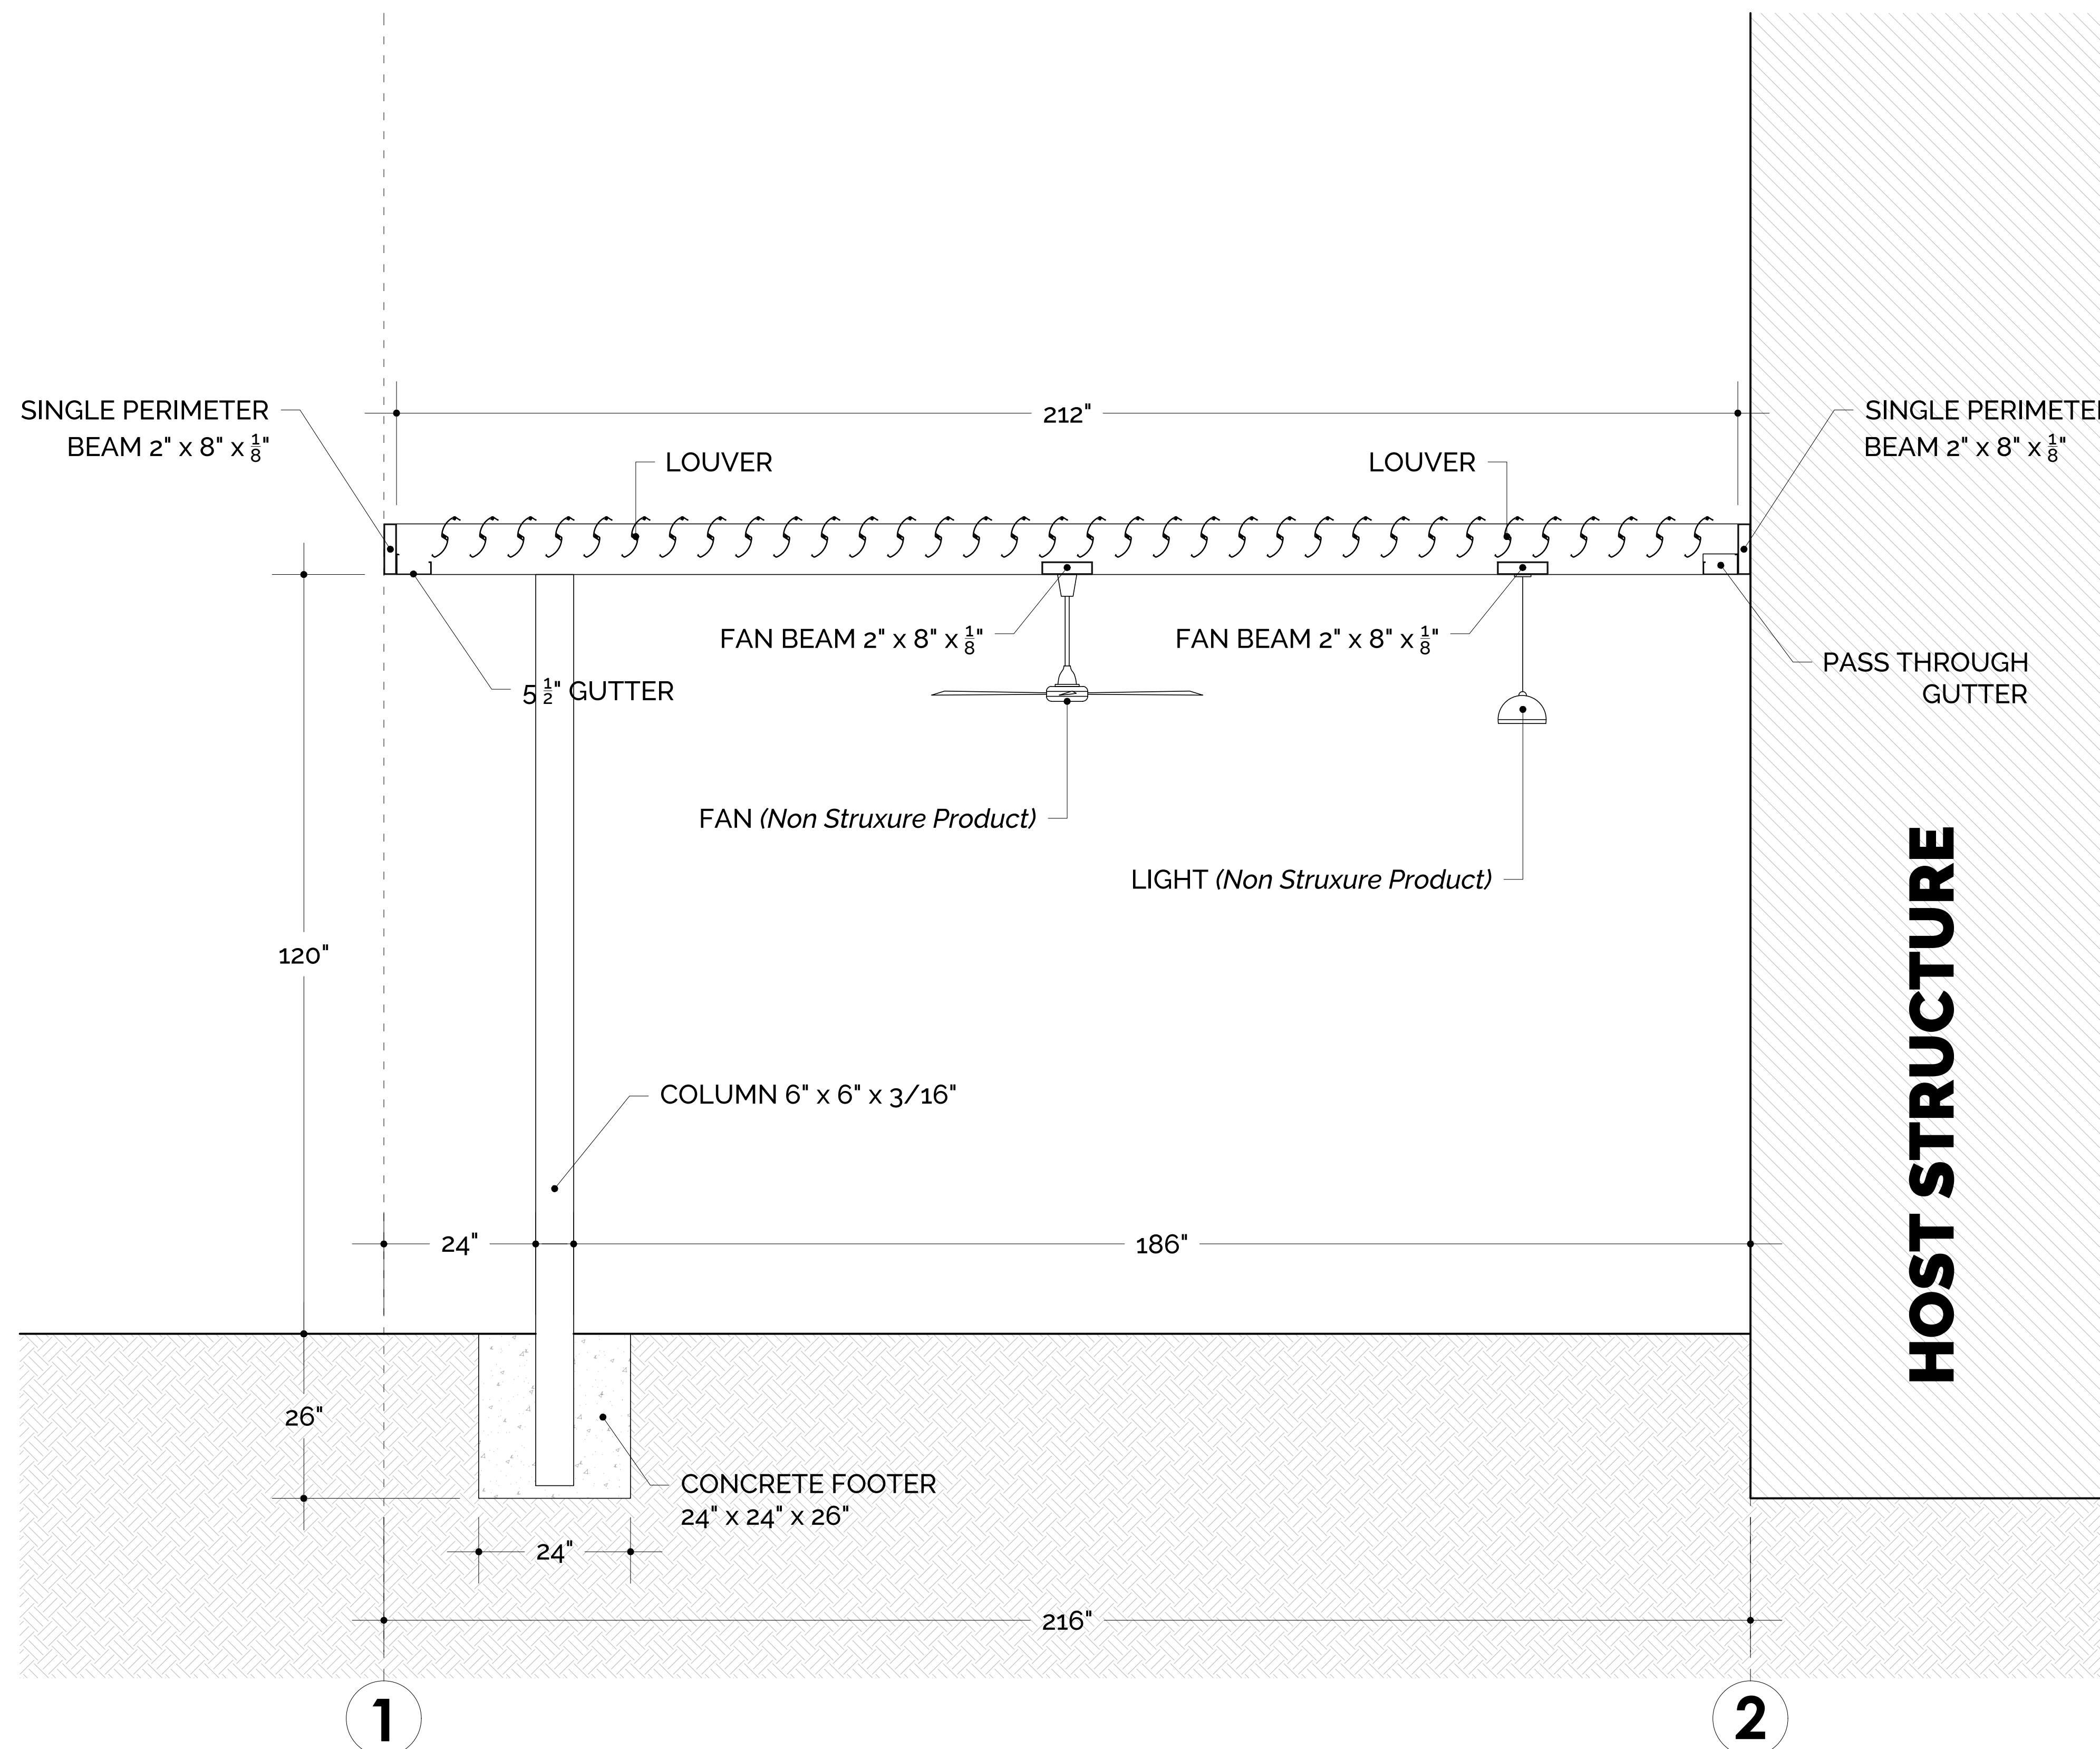 212"
SINGLE PERIMETER
BEAM 2" x 8" x 1/8"
SINGLE PERIMETER
BEAM 2" x 8" x 1/8"
LOUVER
LOUVER
FAN BEAM 2" x 8" x 1/8"
FAN BEAM 2" x 8" x 1/8"
5 1/2" GUTTER
PASS THROUGH
GUTTER
FAN (Non Struxure Product)
LIGHT (Non Struxure Product)
120"
HOST STRUCTURE
COLUMN 6" x 6" x 3/16"
24"
186"
26"
CONCRETE FOOTER
24" x 24" x 26"
24"
216"
1
2